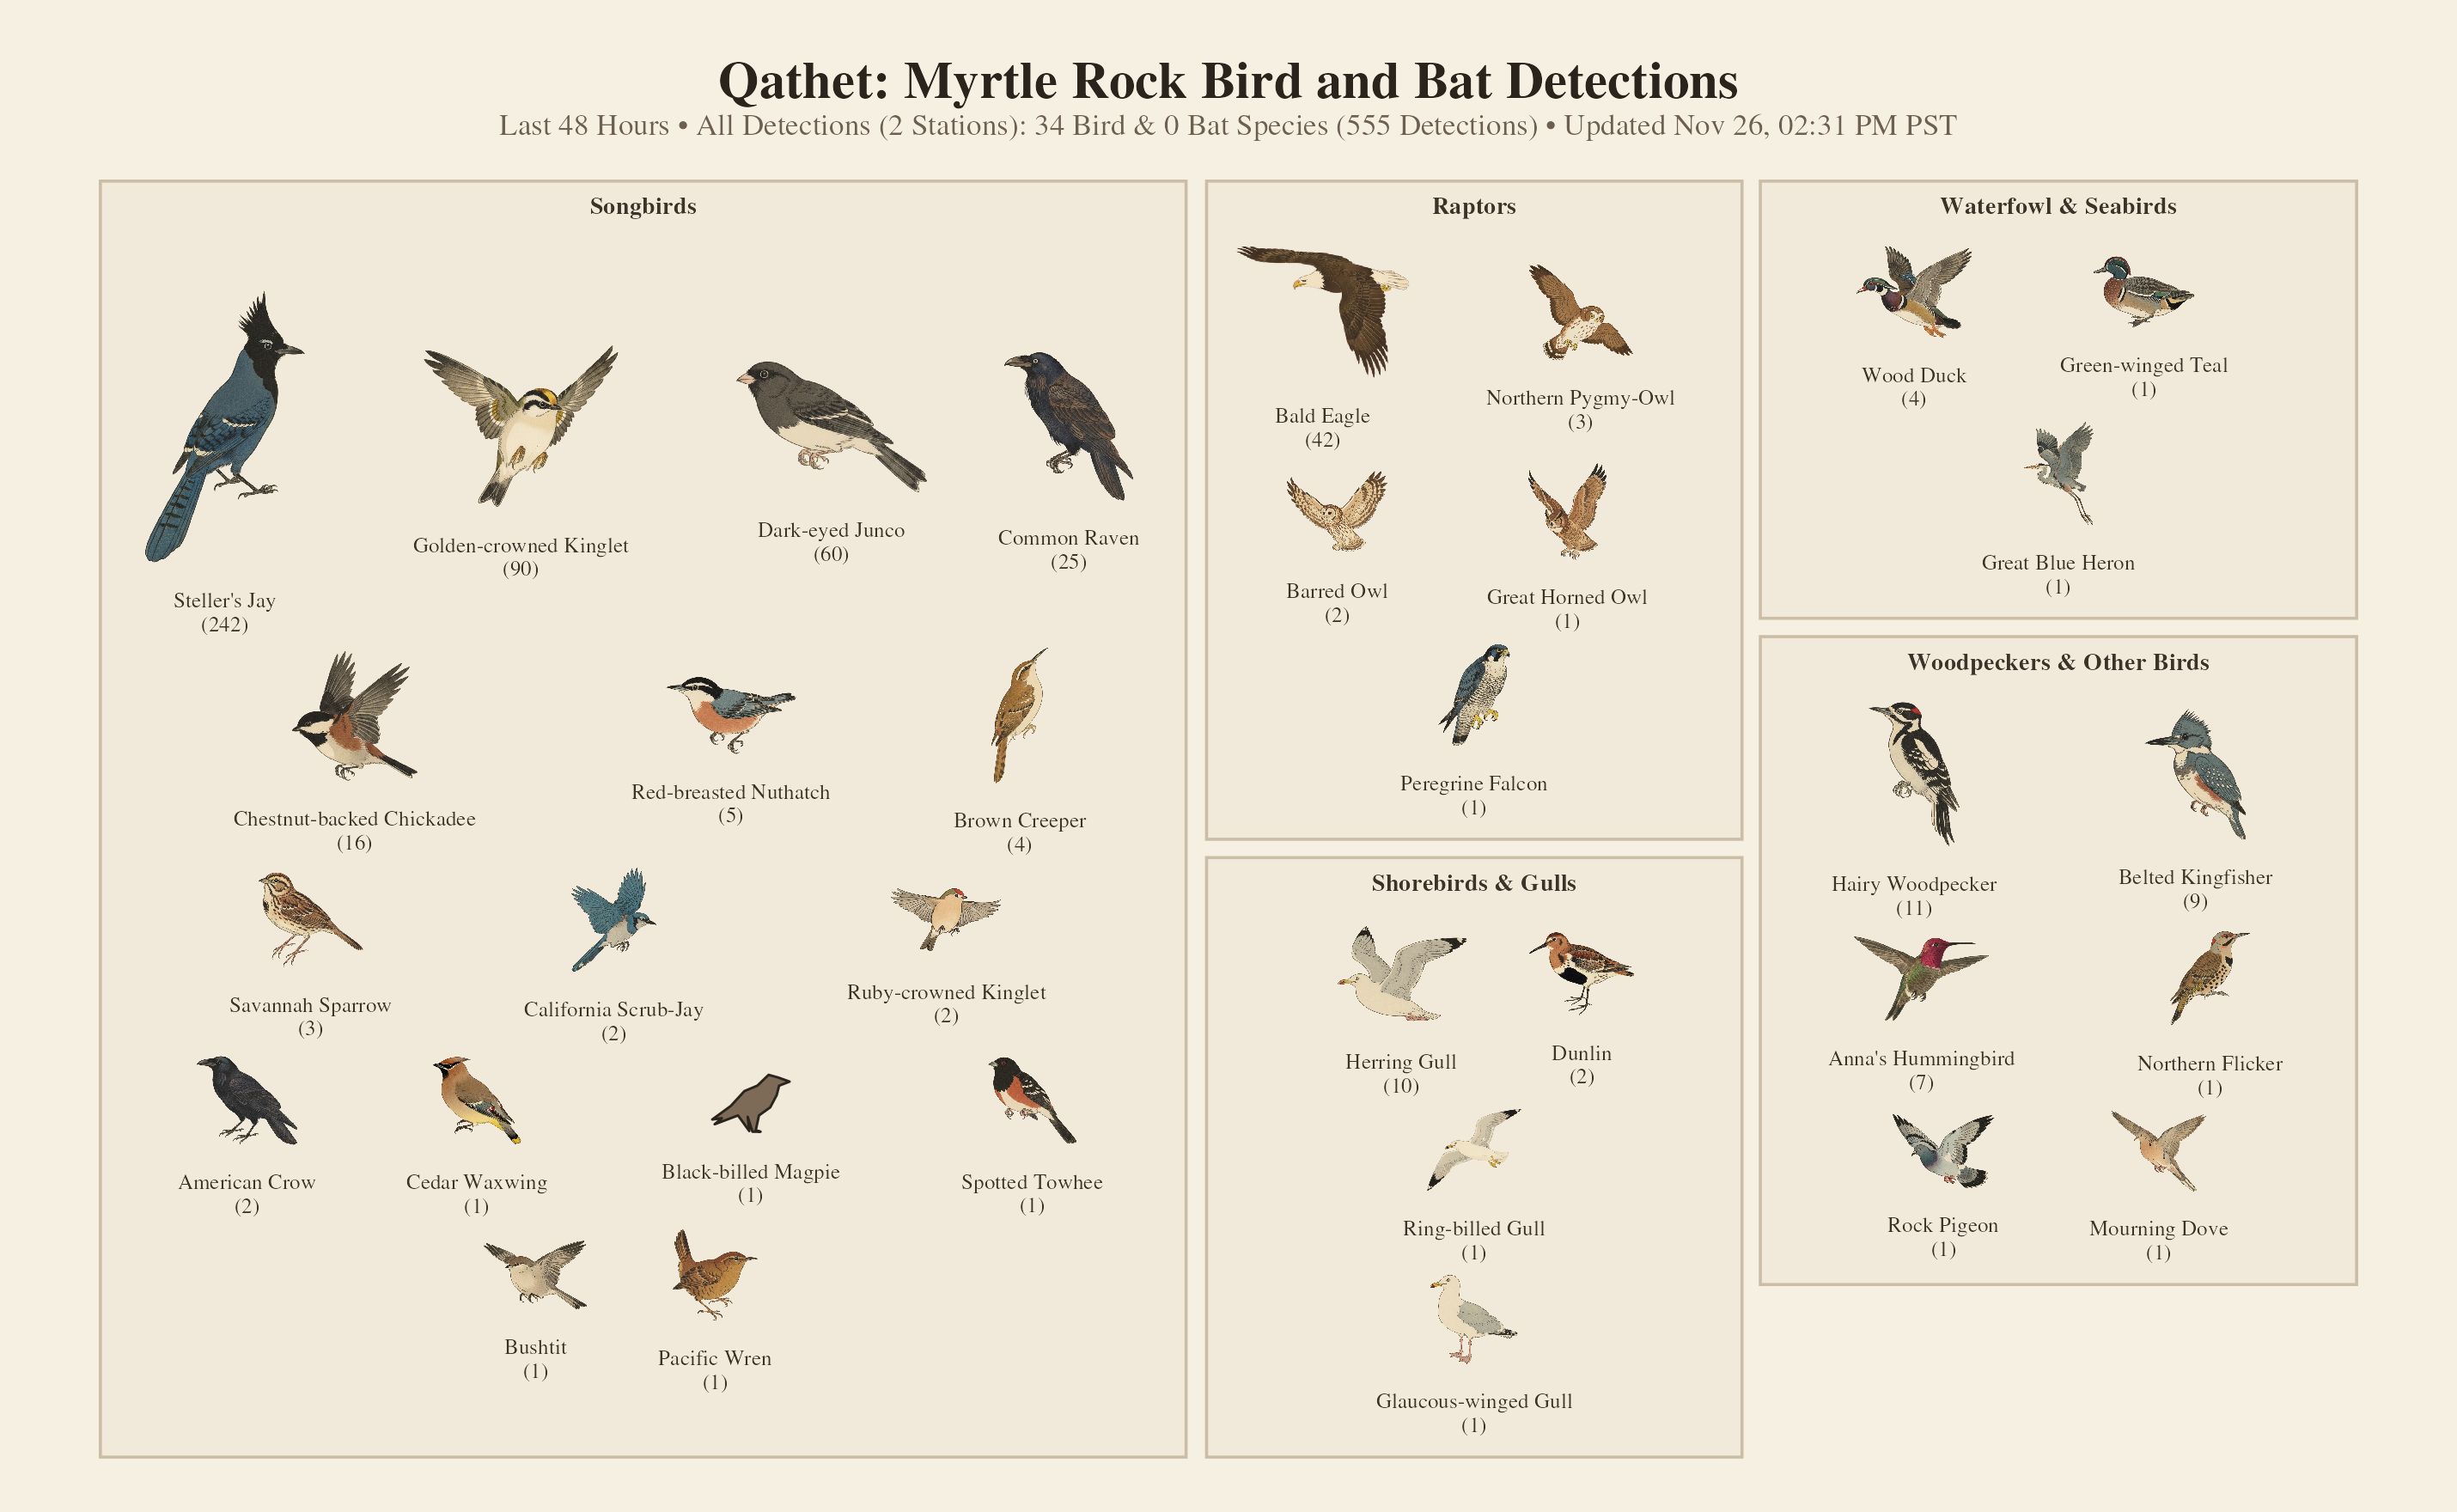 Qathet: Myrtle Rock Bird and Bat Detections
Last 48 Hours • All Detections (2 Stations): 34 Bird & 0 Bat Species (555 Detections) • Updated Nov 26, 02:31 PM PST
Songbirds
Steller's Jay
(242)
Golden-crowned Kinglet
(90)
Dark-eyed Junco
(60)
Common Raven
(25)
Chestnut-backed Chickadee
(16)
Red-breasted Nuthatch
(5)
Brown Creeper
(4)
Savannah Sparrow
(3)
California Scrub-Jay
(2)
Ruby-crowned Kinglet
(2)
American Crow
(2)
Cedar Waxwing
(1)
Black-billed Magpie
(1)
Spotted Towhee
(1)
Bushtit
(1)
Pacific Wren
(1)
Raptors
Bald Eagle
(42)
Northern Pygmy-Owl
(3)
Barred Owl
(2)
Great Horned Owl
(1)
Peregrine Falcon
(1)
Shorebirds & Gulls
Herring Gull
(10)
Dunlin
(2)
Ring-billed Gull
(1)
Glaucous-winged Gull
(1)
Waterfowl & Seabirds
Wood Duck
(4)
Green-winged Teal
(1)
Great Blue Heron
(1)
Woodpeckers & Other Birds
Hairy Woodpecker
(11)
Belted Kingfisher
(9)
Anna's Hummingbird
(7)
Northern Flicker
(1)
Rock Pigeon
(1)
Mourning Dove
(1)